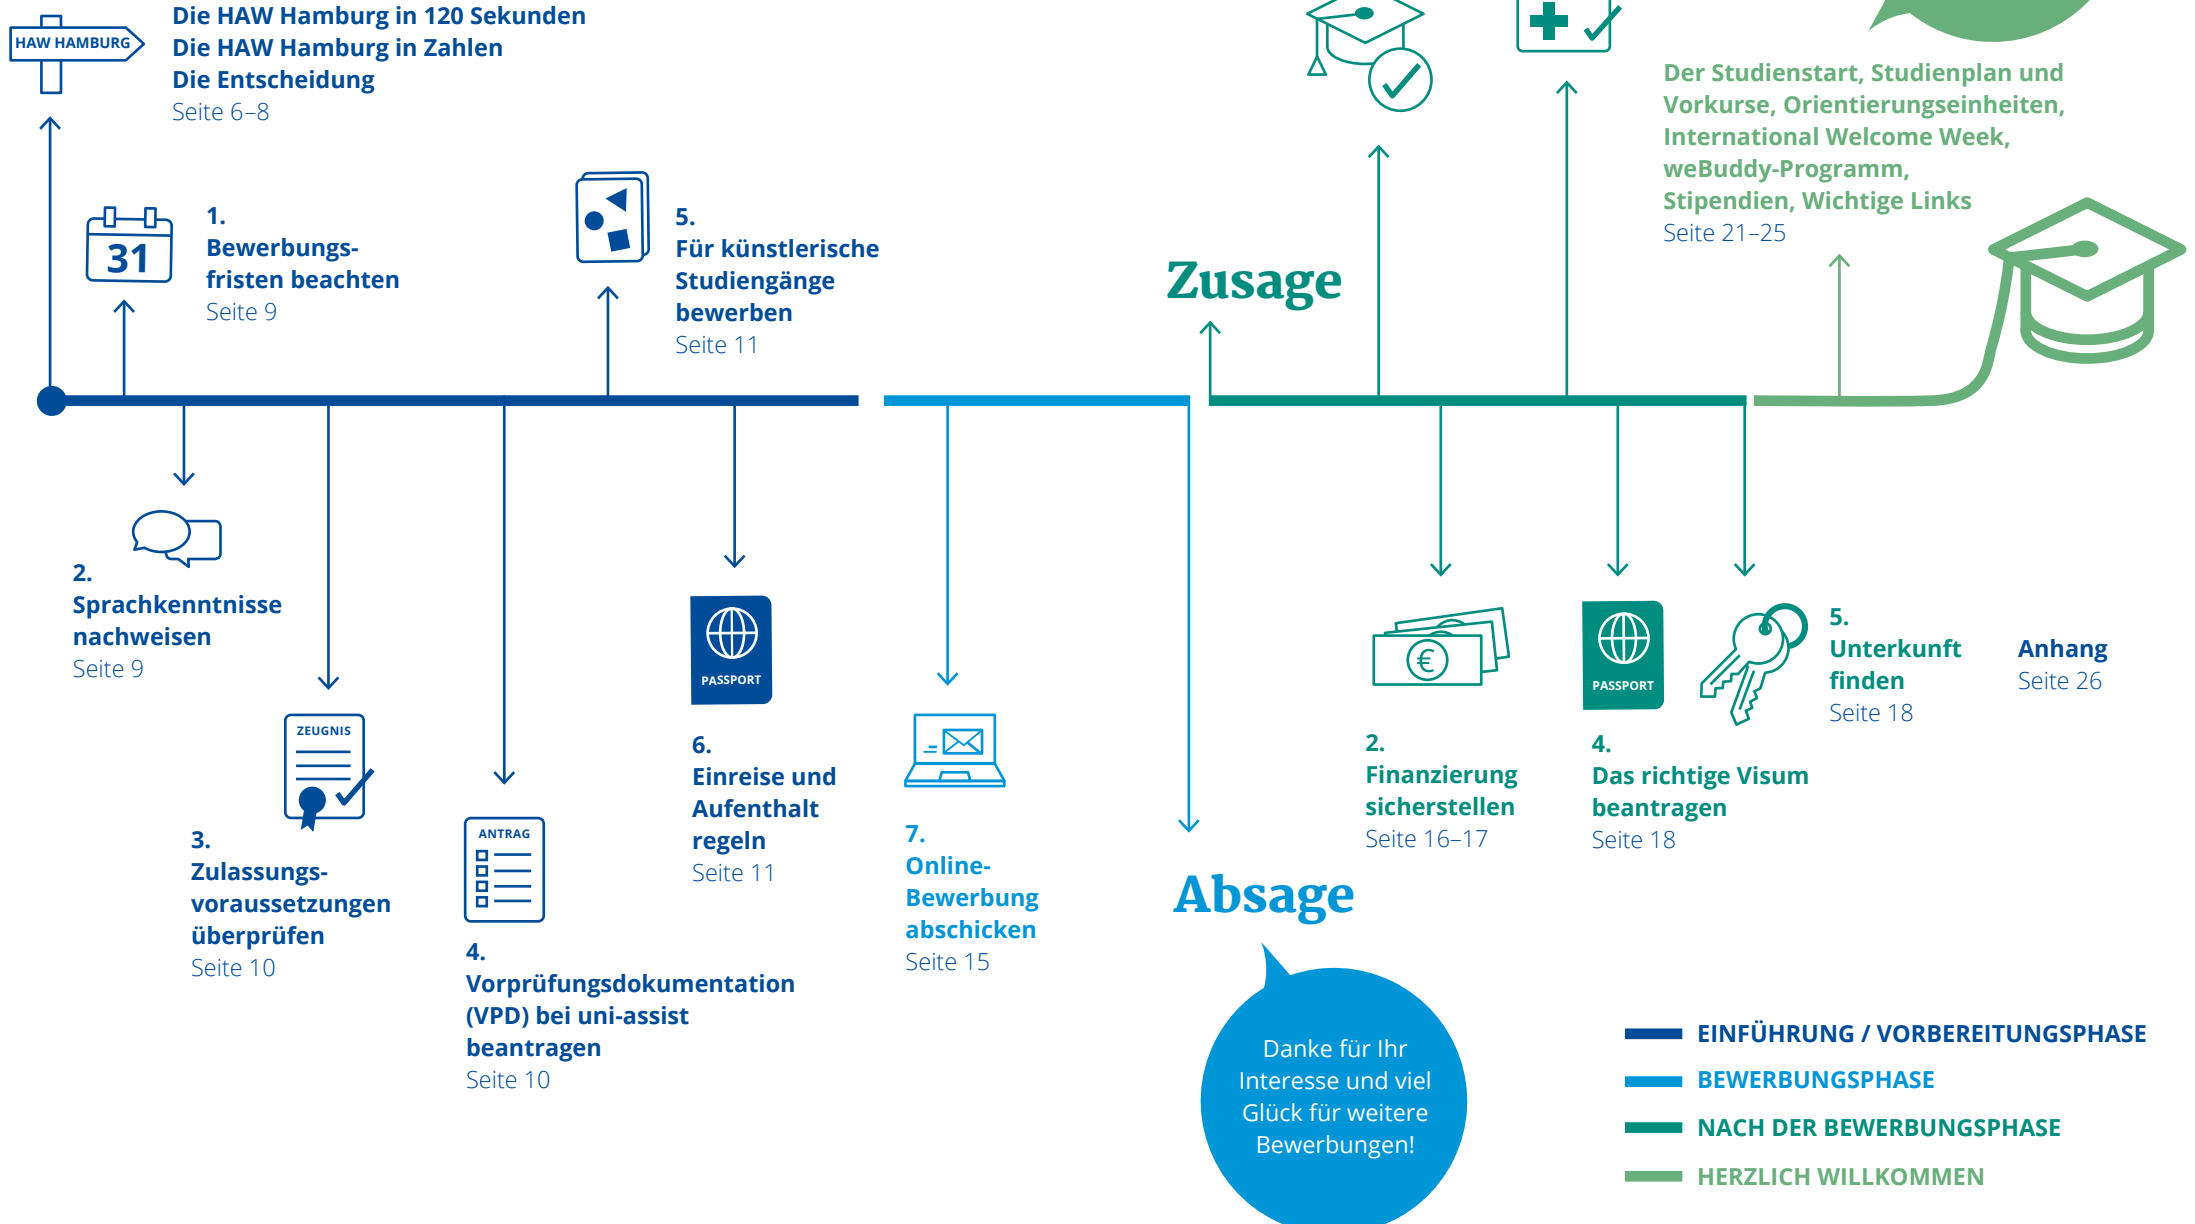 HAW HAMBURG
Die HAW Hamburg in 120 Sekunden
Die HAW Hamburg in Zahlen
Die Entscheidung
Seite 6–8
31
1.
Bewerbungs-
fristen beachten
Seite 9
5.
Für künstlerische
Studiengänge
bewerben
Seite 11
Zusage
Der Studienstart, Studienplan und
Vorkurse, Orientierungseinheiten,
International Welcome Week,
weBuddy-Programm,
Stipendien, Wichtige Links
Seite 21–25
2.
Sprachkenntnisse
nachweisen
Seite 9
ZEUGNIS
3.
Zulassungs-
voraussetzungen
überprüfen
Seite 10
ANTRAG
4.
Vorprüfungsdokumentation
(VPD) bei uni-assist
beantragen
Seite 10
PASSPORT
6.
Einreise und
Aufenthalt
regeln
Seite 11
7.
Online-
Bewerbung
abschicken
Seite 15
Absage
Danke für Ihr
Interesse und viel
Glück für weitere
Bewerbungen!
€
2.
Finanzierung
sicherstellen
Seite 16–17
PASSPORT
4.
Das richtige Visum
beantragen
Seite 18
5.
Unterkunft
finden
Seite 18
Anhang
Seite 26
EINFÜHRUNG / VORBEREITUNGSPHASE
BEWERBUNGSPHASE
NACH DER BEWERBUNGSPHASE
HERZLICH WILLKOMMEN